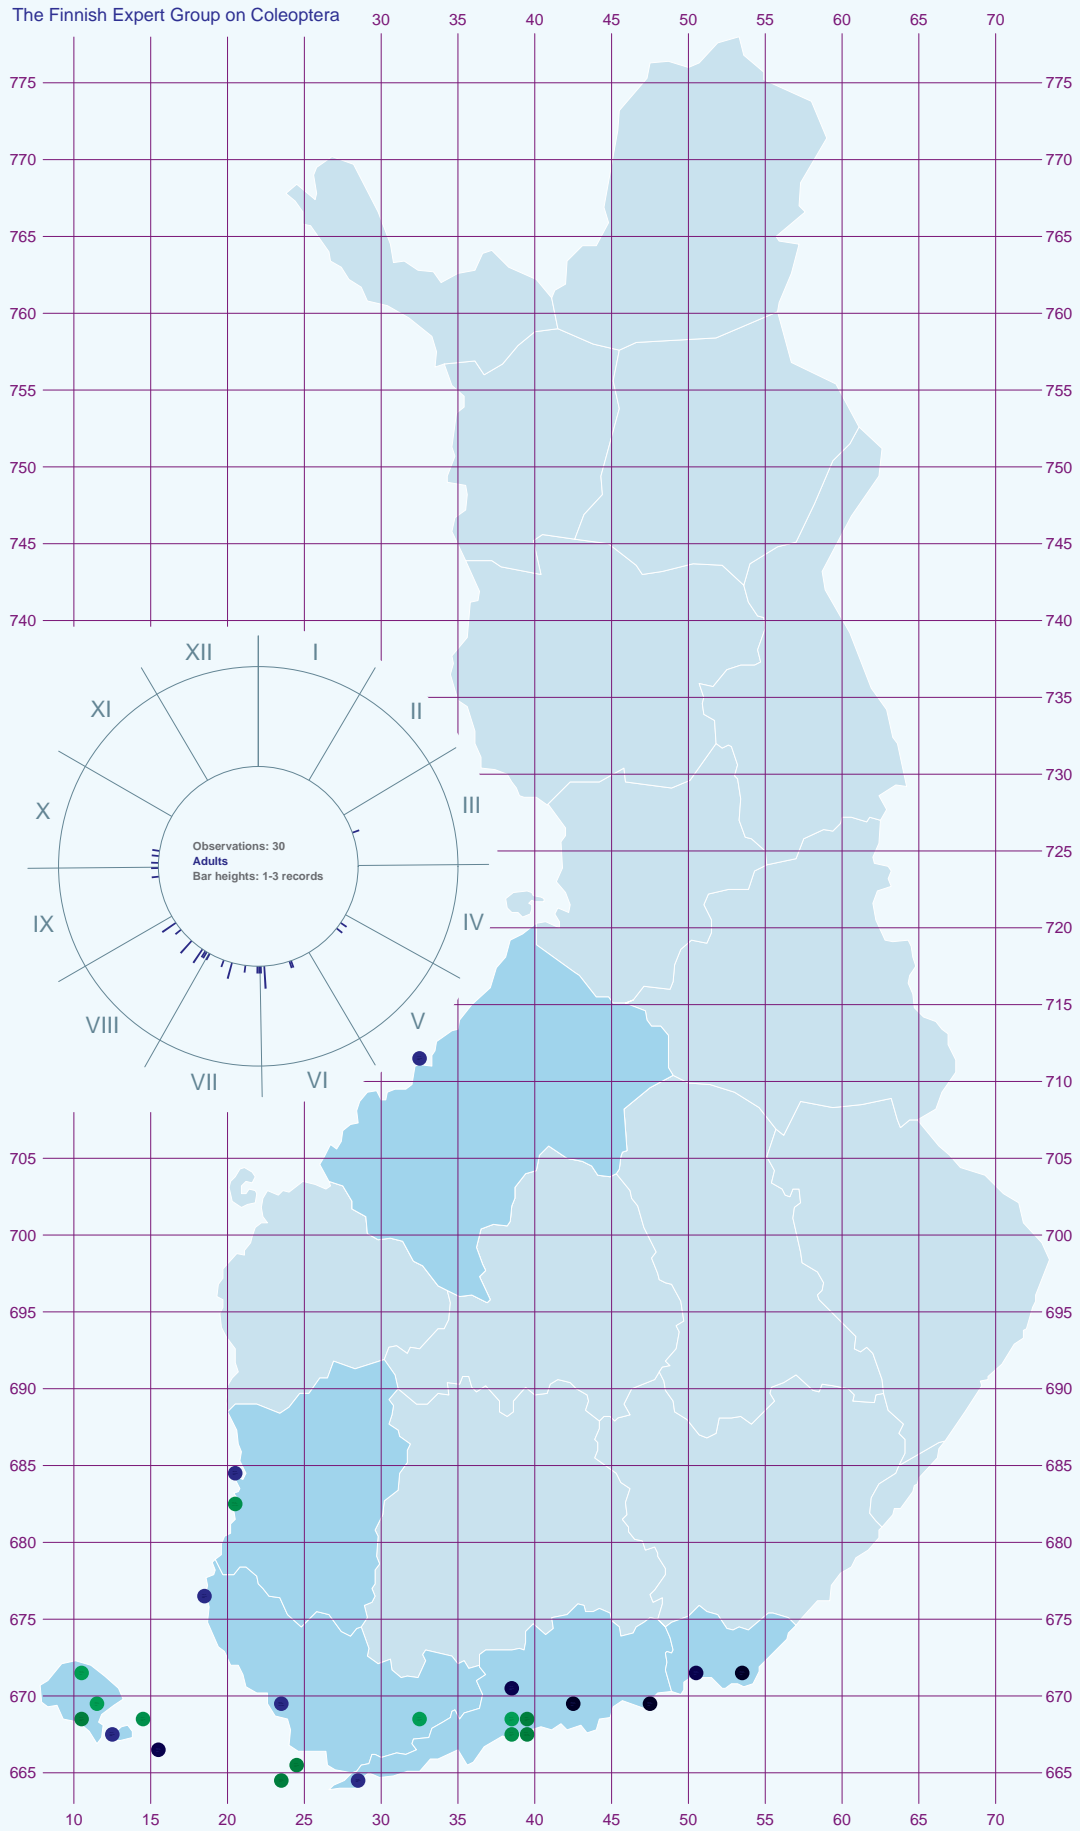 The Finnish Expert Group on Coleoptera
30 35 40 45 50 55 60 65 70
775 775
770 770
765 765
760 760
755 755
750 750
745 745
740 740
735
730
725
720
715
710
705 705
700 700
695 695
690 690
685 685
680 680
675 675
670 670
665 665
10 15 20 25 30 35 40 45 50 55 60 65 70
XII I
XI II
X III
IX IV
VIII V
VII VI
Observations: 30
Adults
Bar heights: 1-3 records